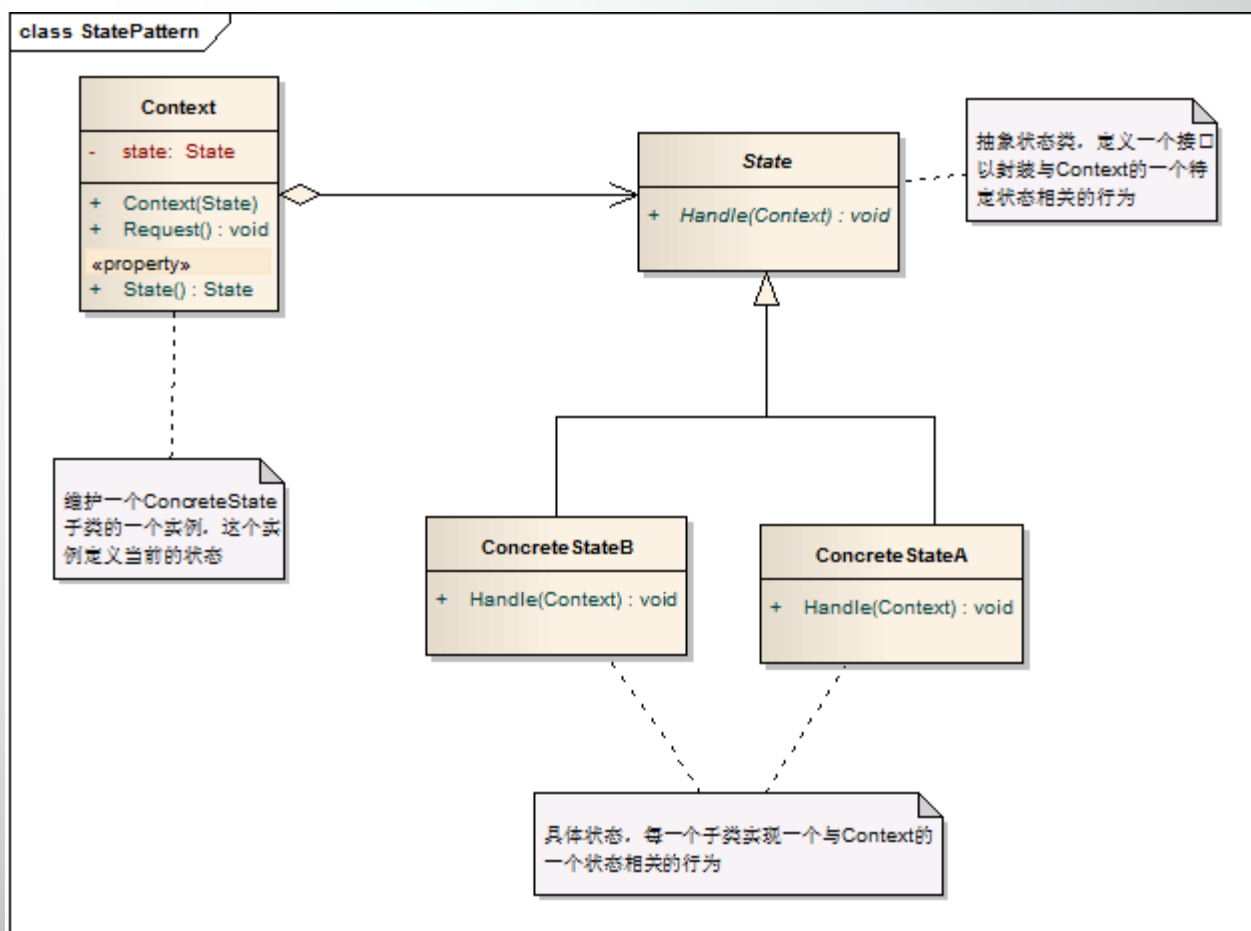 class StatePattern
Context
- state: State
+ Context(State)
+ Request() : void
«property»
+ State() : State
State
+ Handle(Context) : void
抽象状态类，定义一个接口
以封装与Context的一个特
定状态相关的行为
维护一个ConcreteState
子类的一个实例，这个实
例定义当前的状态
ConcreteStateB
+ Handle(Context) : void
ConcreteStateA
+ Handle(Context) : void
具体状态，每一个子类实现一个与Context的
一个状态相关的行为